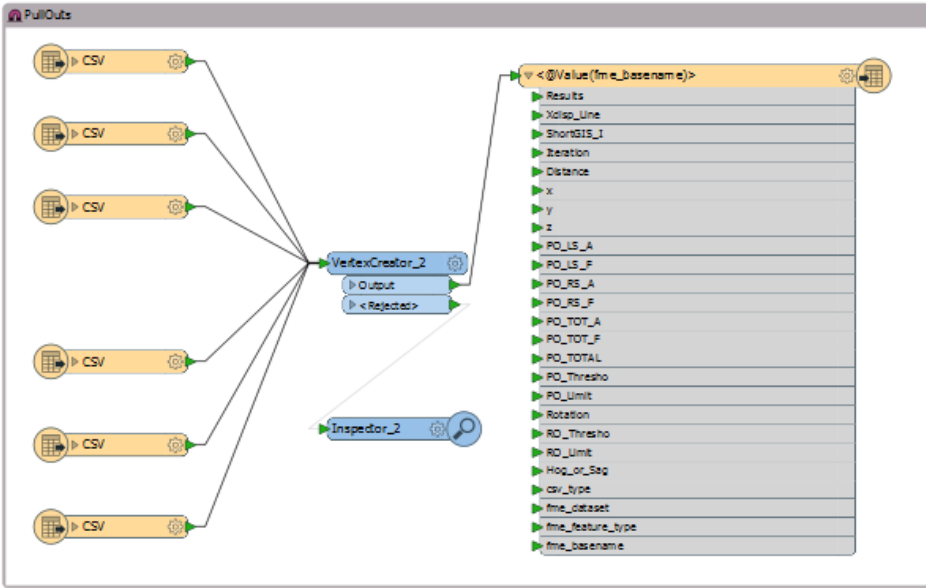 PullOuts
CSV
CSV
CSV
CSV
CSV
CSV
VertexCreator_2
Output
<Rejected>
Inspector_2
<@Value(fme_basename)>
Results
Xdisp_Line
ShortGIS_I
Iteration
Distance
x
y
z
PO_LS_A
PO_LS_F
PO_RS_A
PO_RS_F
PO_TOT_A
PO_TOT_F
PO_TOTAL
PO_Thresho
PO_Limit
Rotation
RO_Thresho
RO_Limit
Hog_or_Sag
csv_type
fme_dataset
fme_feature_type
fme_basename